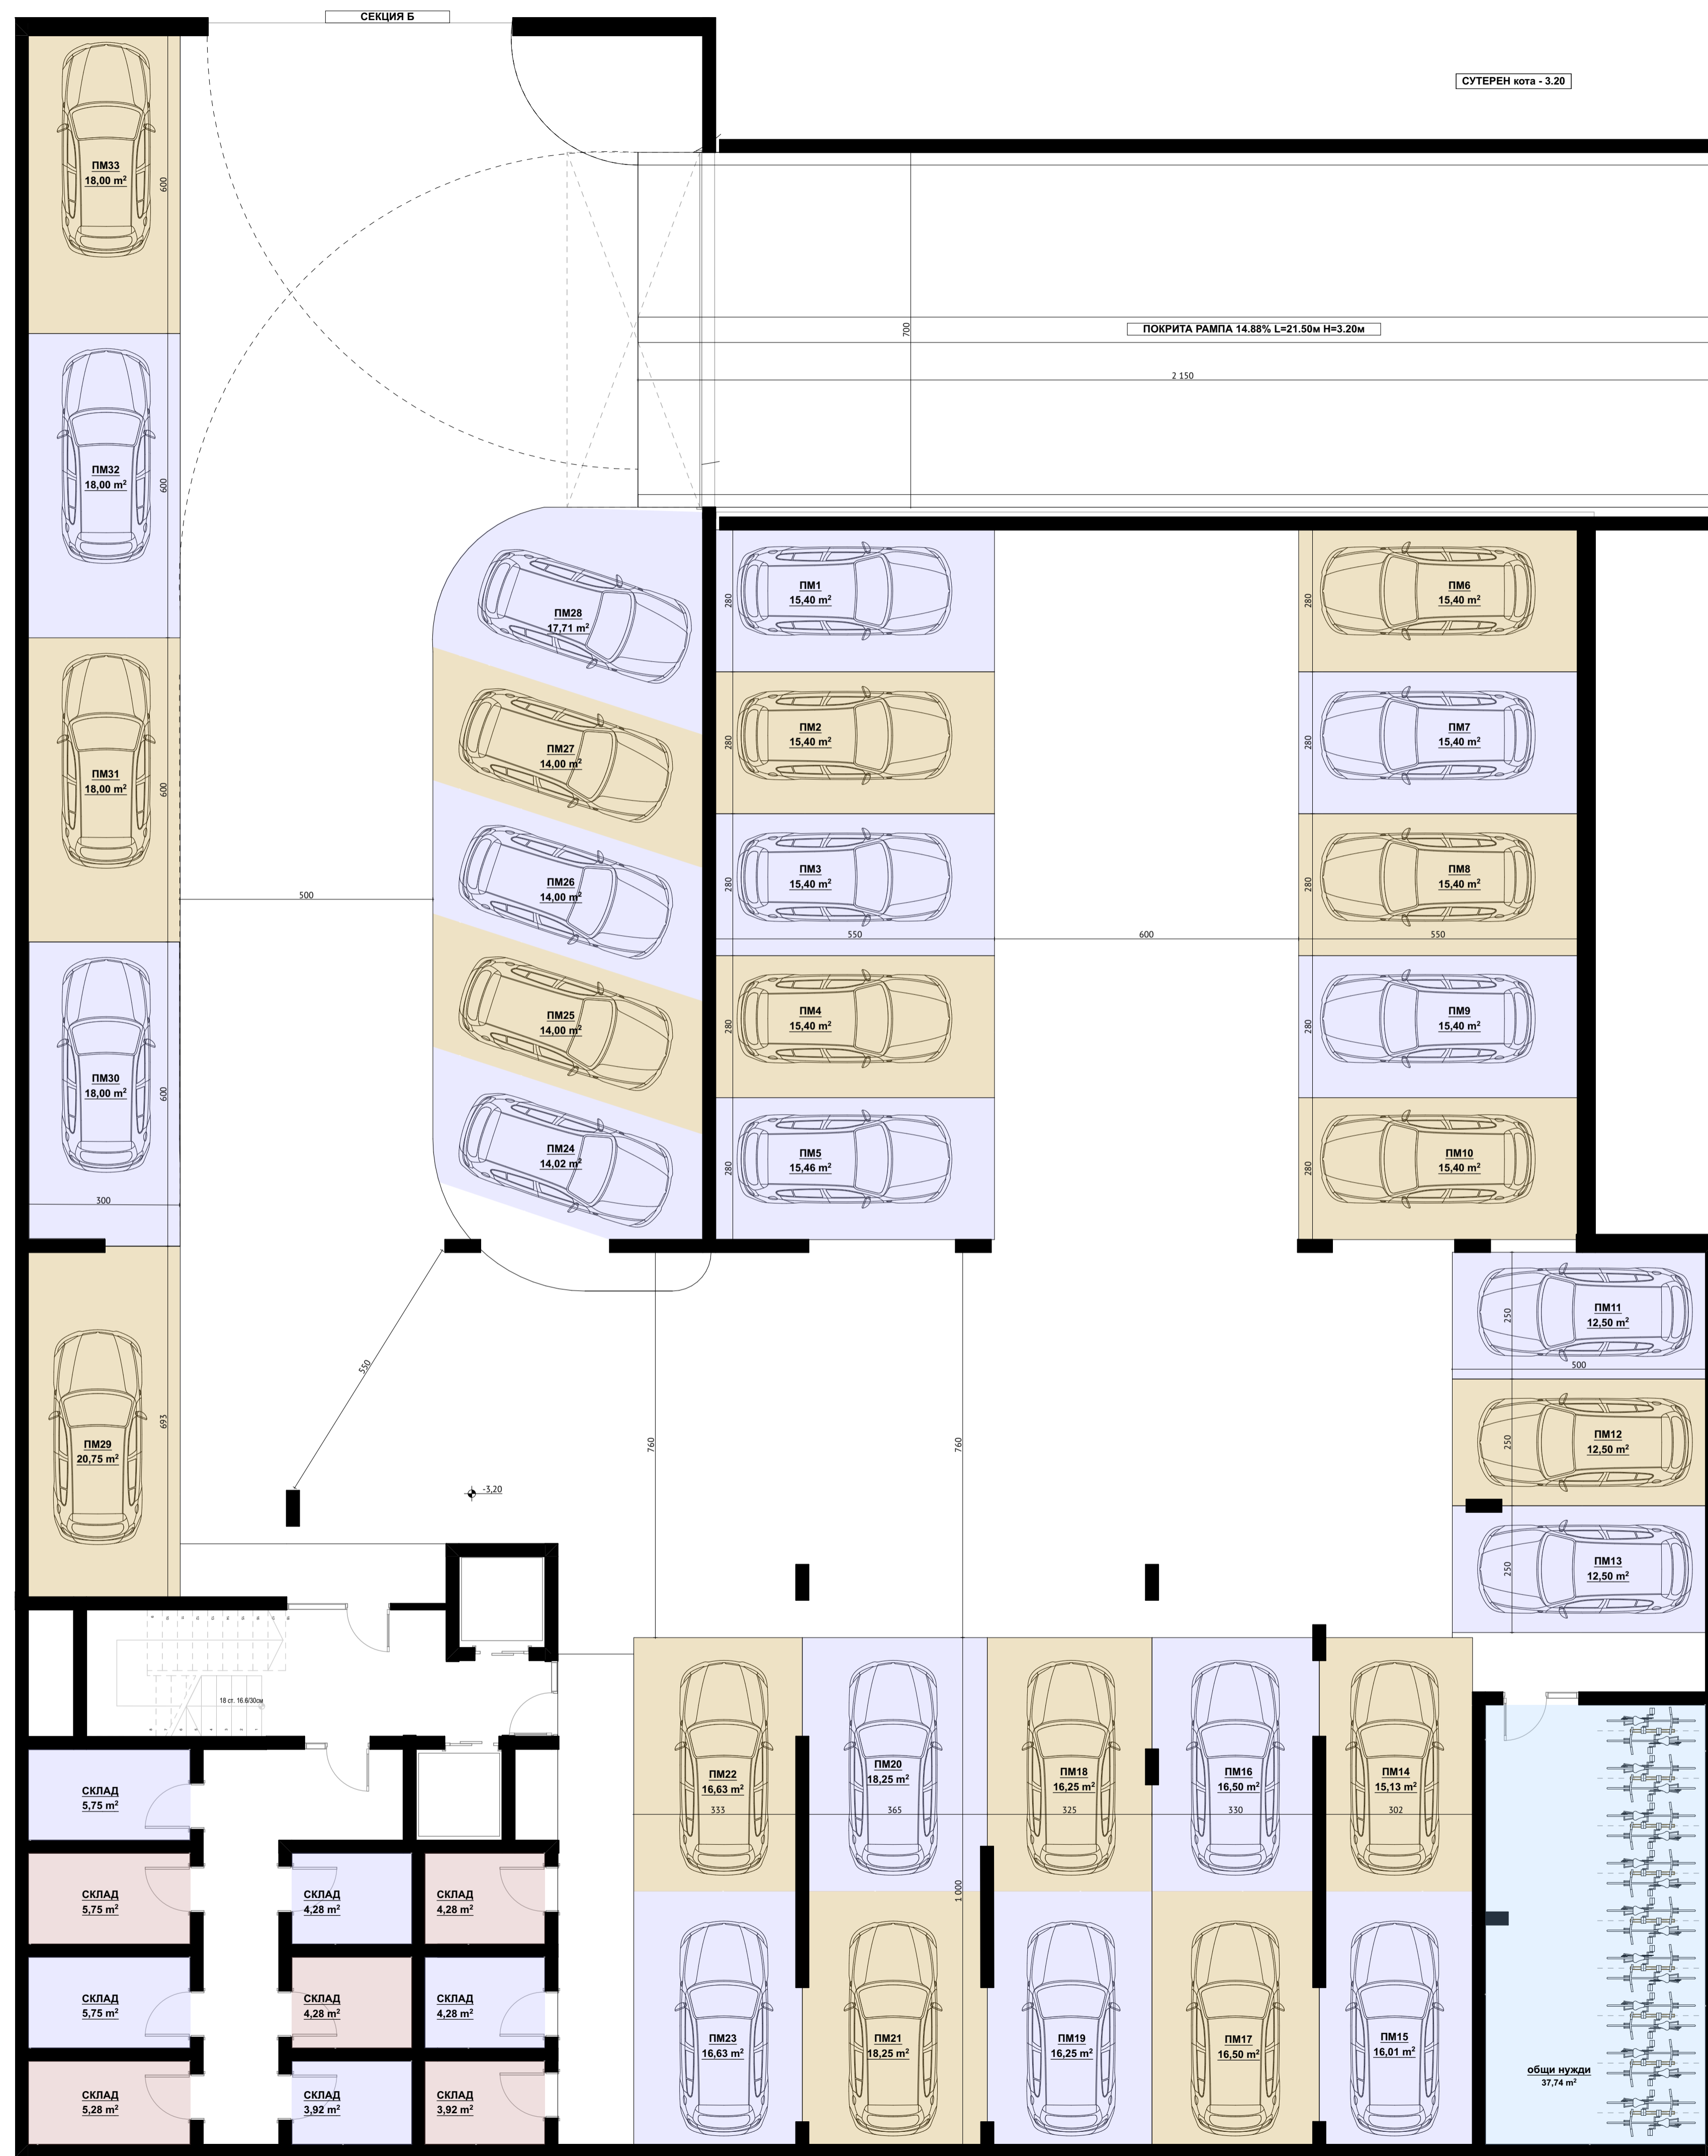 СЕКЦИЯ Б
СУТЕРЕН кота - 3.20
ПМ33
18,00 m²
600
ПОКРИТА РАМПА 14.88% L=21.50м H=3.20м
700
2 150
ПМ32
18,00 m²
600
ПМ28
17,71 m²
ПМ1
15,40 m²
280
ПМ6
15,40 m²
280
ПМ31
18,00 m²
600
ПМ27
14,00 m²
ПМ2
15,40 m²
280
ПМ7
15,40 m²
280
500
ПМ26
14,00 m²
ПМ3
15,40 m²
280
ПМ8
15,40 m²
280
550
600
550
ПМ30
18,00 m²
600
300
ПМ25
14,00 m²
ПМ4
15,40 m²
280
ПМ9
15,40 m²
280
ПМ24
14,02 m²
ПМ5
15,46 m²
280
ПМ10
15,40 m²
280
ПМ29
20,75 m²
693
550
760
760
-3,20
ПМ11
12,50 m²
250
500
ПМ12
12,50 m²
250
ПМ13
12,50 m²
250
18 ст. 16.6/30см
ПМ22
16,63 m²
333
ПМ20
18,25 m²
365
ПМ18
16,25 m²
325
ПМ16
16,50 m²
330
ПМ14
15,13 m²
302
1 000
СКЛАД
5,75 m²
СКЛАД
5,75 m²
СКЛАД
4,28 m²
СКЛАД
4,28 m²
СКЛАД
5,75 m²
СКЛАД
4,28 m²
СКЛАД
4,28 m²
СКЛАД
5,28 m²
СКЛАД
3,92 m²
СКЛАД
3,92 m²
ПМ23
16,63 m²
ПМ21
18,25 m²
ПМ19
16,25 m²
ПМ17
16,50 m²
ПМ15
16,01 m²
общи нужди
37,74 m²